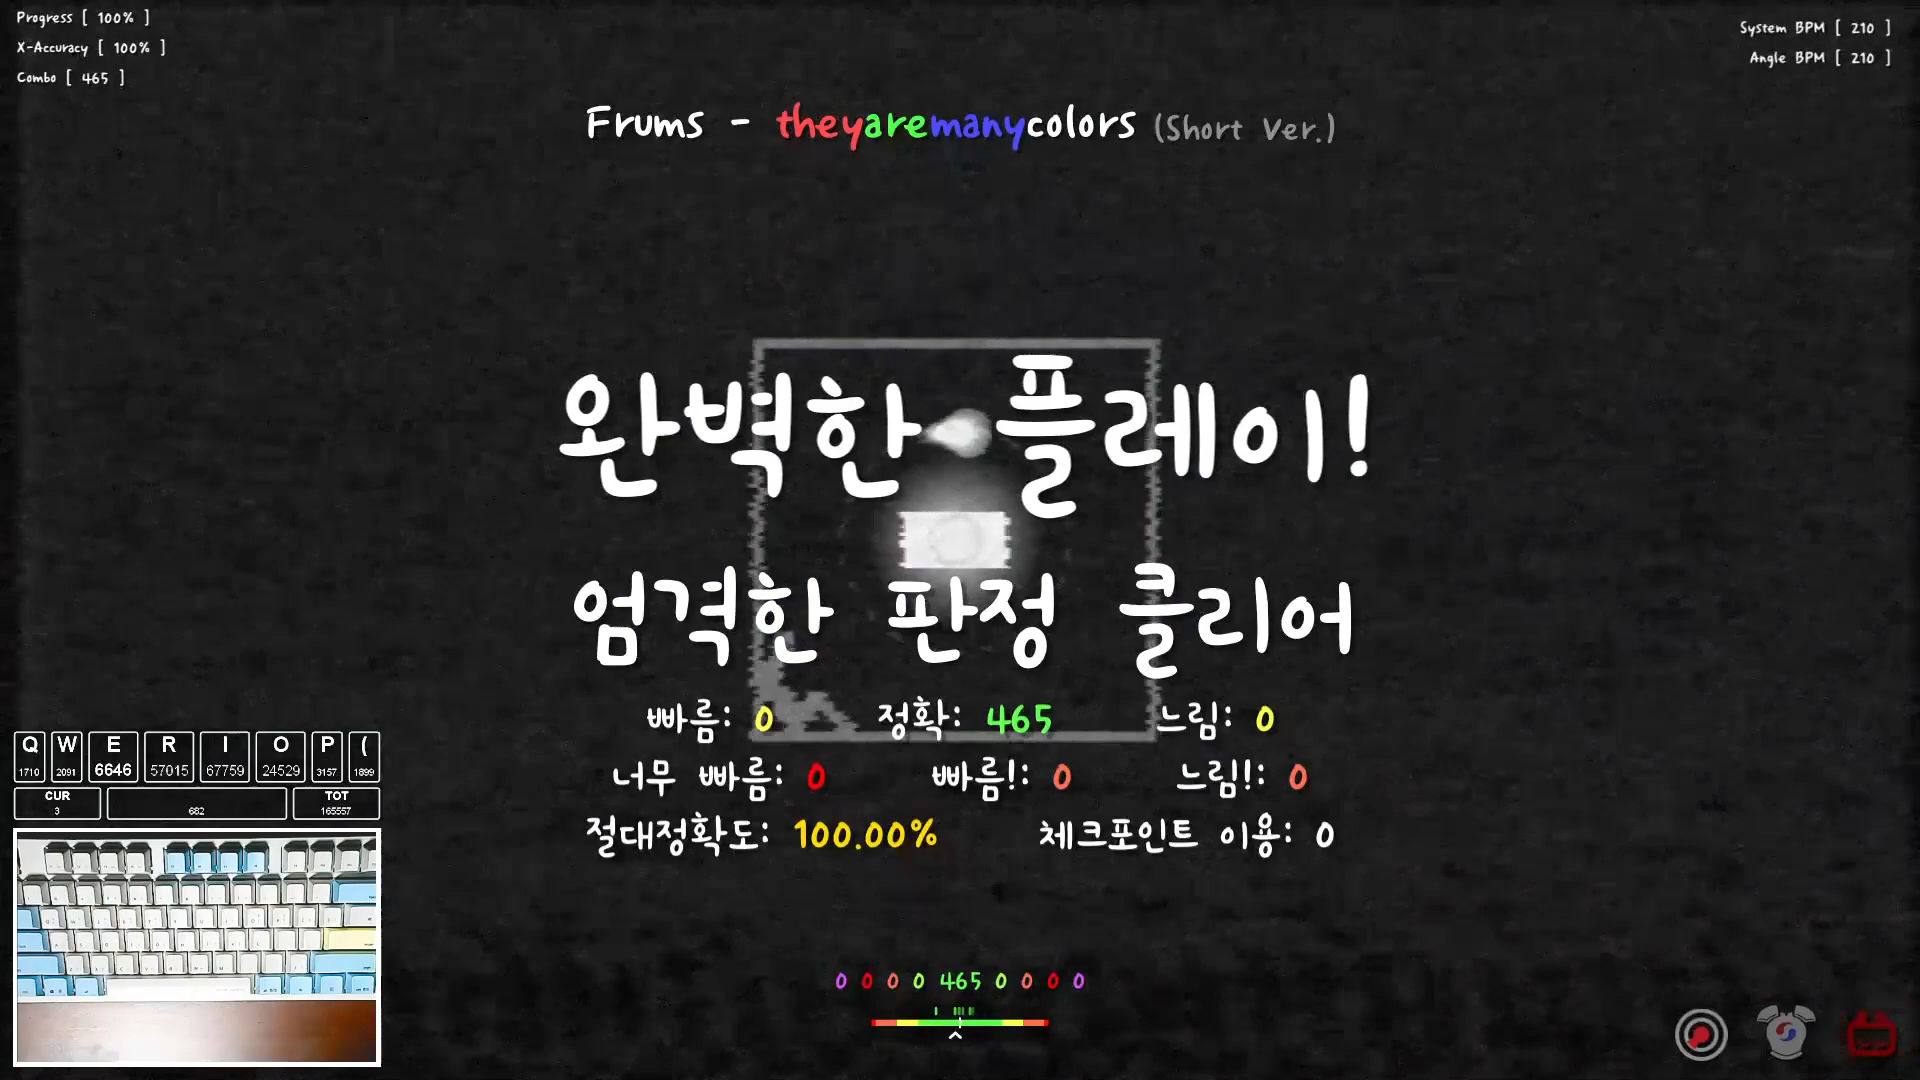 Progress [ 100% ]
X-Accuracy [ 100% ]
Combo [ 465 ]
System BPM [ 210 ]
Angle BPM [ 210 ]
Frums - theyaremanycolors (Short Ver.)
완벽한 플레이!
엄격한 판정 클리어
빠름: 0 정확: 465 느림: 0
너무 빠름: 0 빠름!: 0 느림!: 0
절대정확도: 100.00% 체크포인트 이용: 0
Q W E R I O P (
1710 2091 6646 57015 67759 24529 3157 1899
CUR TOT
3 682 165557
0 0 0 0 465 0 0 0 0